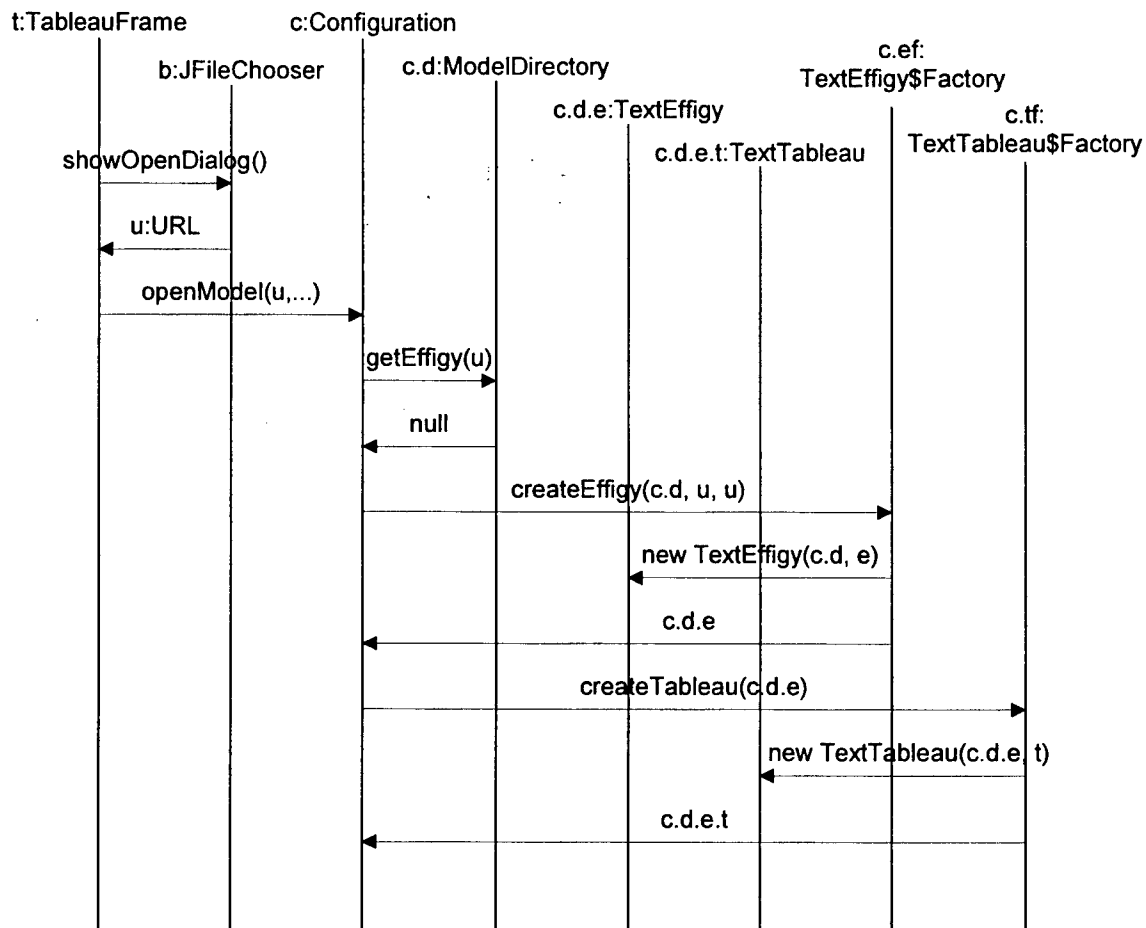 t:TableauFrame
c:Configuration
b:JFileChooser
c.d:ModelDirectory
c.ef:
TextEffigy$Factory
c.d.e:TextEffigy
c.tf:
TextTableau$Factory
c.d.e.t:TextTableau
showOpenDialog()
u:URL
openModel(u,...)
getEffigy(u)
null
createEffigy(c.d, u, u)
new TextEffigy(c.d, e)
c.d.e
createTableau(c.d.e)
new TextTableau(c.d.e, t)
c.d.e.t